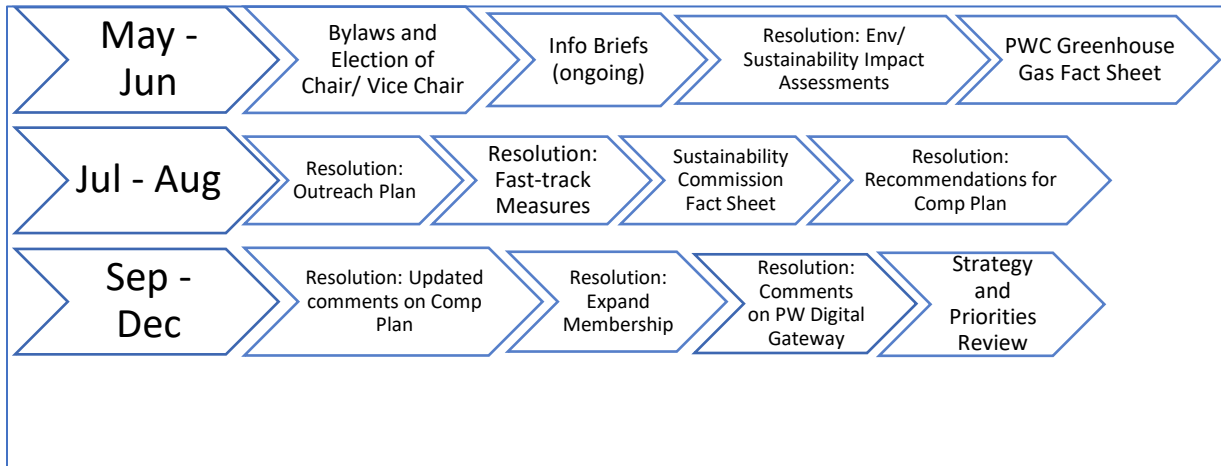 May -
Jun
Bylaws and
Election of
Chair/ Vice Chair
Info Briefs
(ongoing)
Resolution: Env/
Sustainability Impact
Assessments
PWC Greenhouse
Gas Fact Sheet
Jul - Aug
Resolution:
Outreach Plan
Resolution:
Fast-track
Measures
Sustainability
Commission
Fact Sheet
Resolution:
Recommendations for
Comp Plan
Sep -
Dec
Resolution: Updated
comments on Comp
Plan
Resolution:
Expand
Membership
Resolution:
Comments
on PW Digital
Gateway
Strategy
and
Priorities
Review